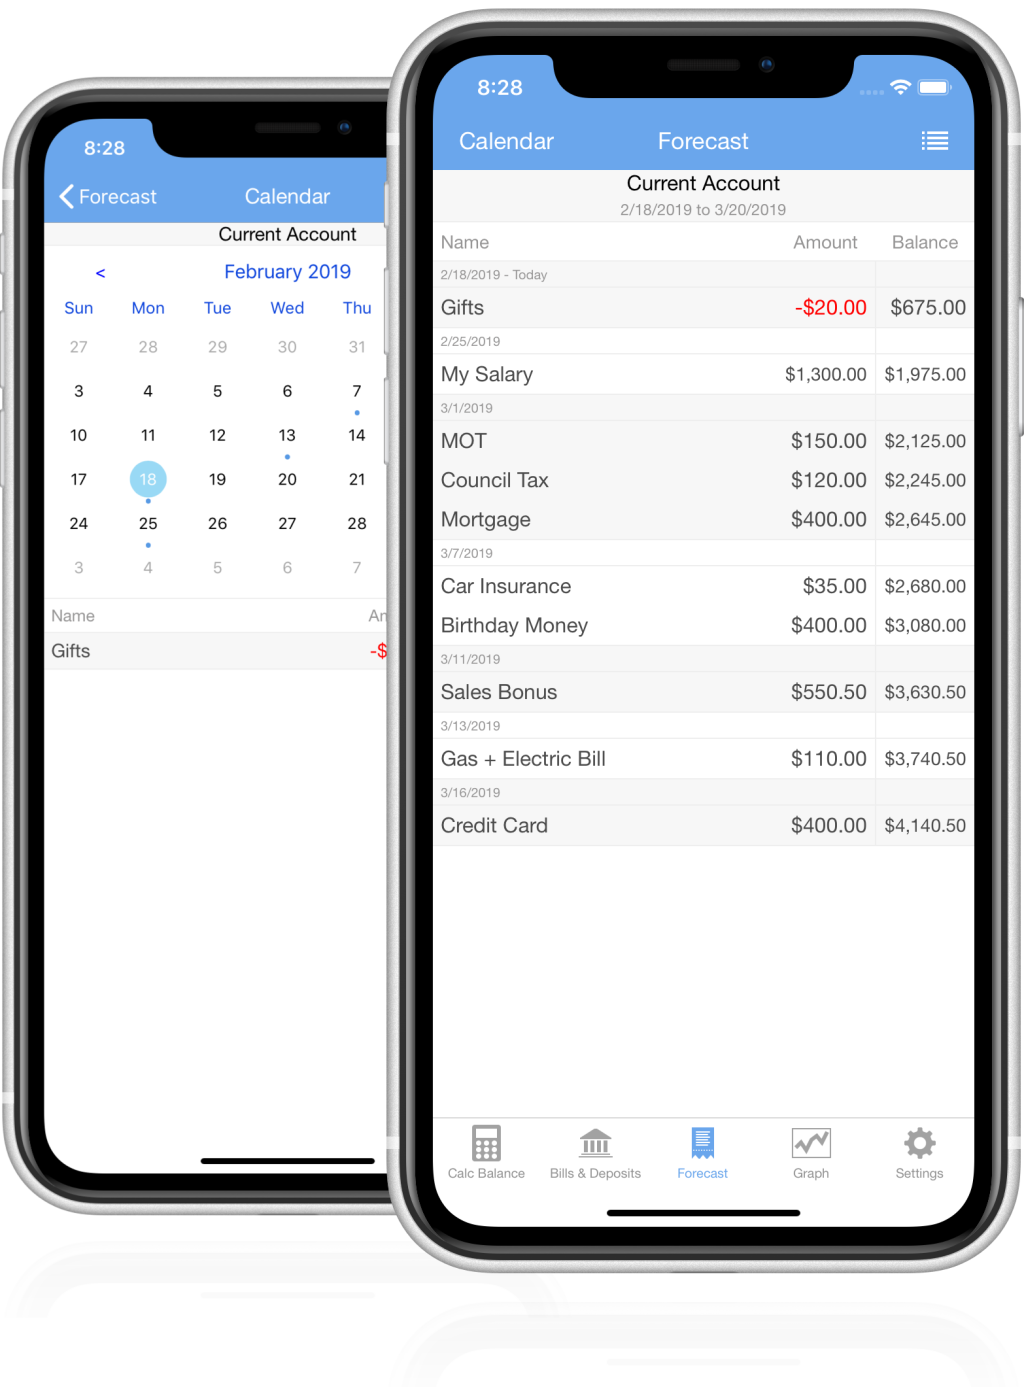 8:28
Forecast Calendar
Current Account
< February 2019
Sun Mon Tue Wed Thu
27 28 29 30 31
3 4 5 6 7
10 11 12 13 14
17 18 19 20 21
24 25 26 27 28
3 4 5 6 7
Name Am
Gifts -$
8:28
Calendar Forecast
Current Account
2/18/2019 to 3/20/2019
Name Amount Balance
2/18/2019 - Today
Gifts -$20.00 $675.00
2/25/2019
My Salary $1,300.00 $1,975.00
3/1/2019
MOT $150.00 $2,125.00
Council Tax $120.00 $2,245.00
Mortgage $400.00 $2,645.00
3/7/2019
Car Insurance $35.00 $2,680.00
Birthday Money $400.00 $3,080.00
3/11/2019
Sales Bonus $550.50 $3,630.50
3/13/2019
Gas + Electric Bill $110.00 $3,740.50
3/16/2019
Credit Card $400.00 $4,140.50
Calc Balance Bills & Deposits Forecast Graph Settings